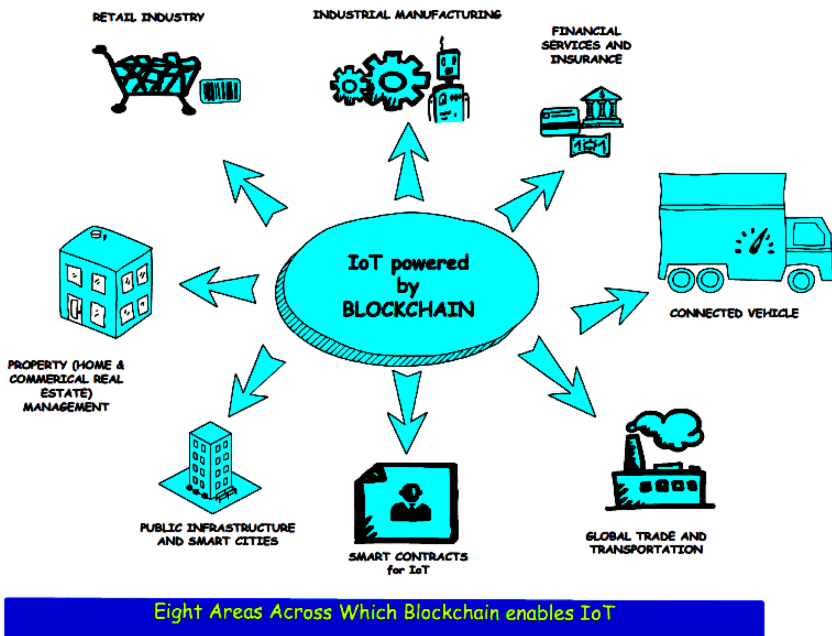 RETAIL INDUSTRY
INDUSTRIAL MANUFACTURING
FINANCIAL
SERVICES AND
INSURANCE
IoT powered
by
BLOCKCHAIN
CONNECTED VEHICLE
PROPERTY (HOME &
COMMERICAL REAL
ESTATE)
MANAGEMENT
PUBLIC INFRASTRUCTURE
AND SMART CITIES
SMART CONTRACTS
for IoT
GLOBAL TRADE AND
TRANSPORTATION
Eight Areas Across Which Blockchain enables IoT